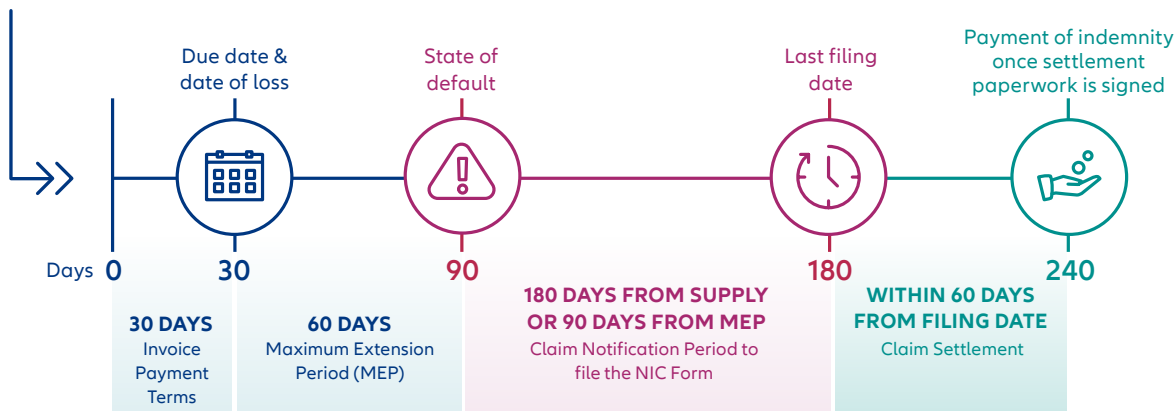 Due date &
date of loss
State of
default
Last filing
date
Payment of indemnity
once settlement
paperwork is signed
Days 0 30 90 180 240
30 DAYS
Invoice
Payment
Terms
60 DAYS
Maximum Extension
Period (MEP)
180 DAYS FROM SUPPLY
OR 90 DAYS FROM MEP
Claim Notification Period to
file the NIC Form
WITHIN 60 DAYS
FROM FILING DATE
Claim Settlement